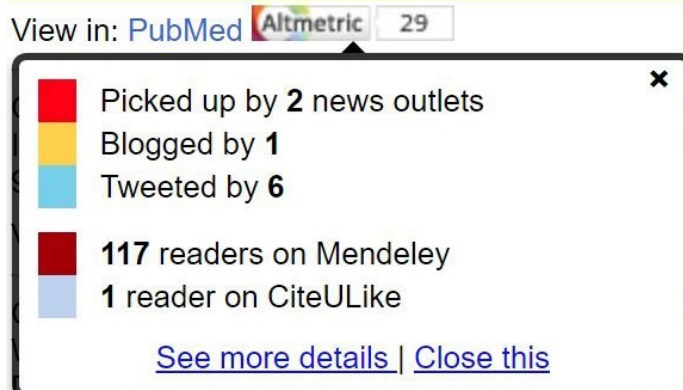 View in: PubMed Altmetric 29
×
Picked up by 2 news outlets
Blogged by 1
Tweeted by 6
117 readers on Mendeley
1 reader on CiteULike
See more details | Close this